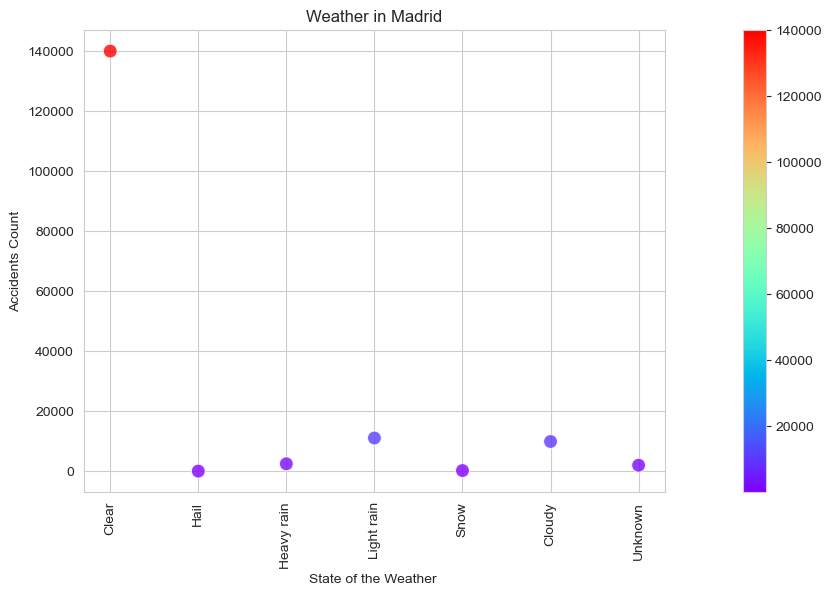 Weather in Madrid
140000
120000
100000
80000
60000
40000
20000
0
Accidents Count
Clear
Hail
Heavy rain
Light rain
Snow
Cloudy
Unknown
State of the Weather
140000
120000
100000
80000
60000
40000
20000